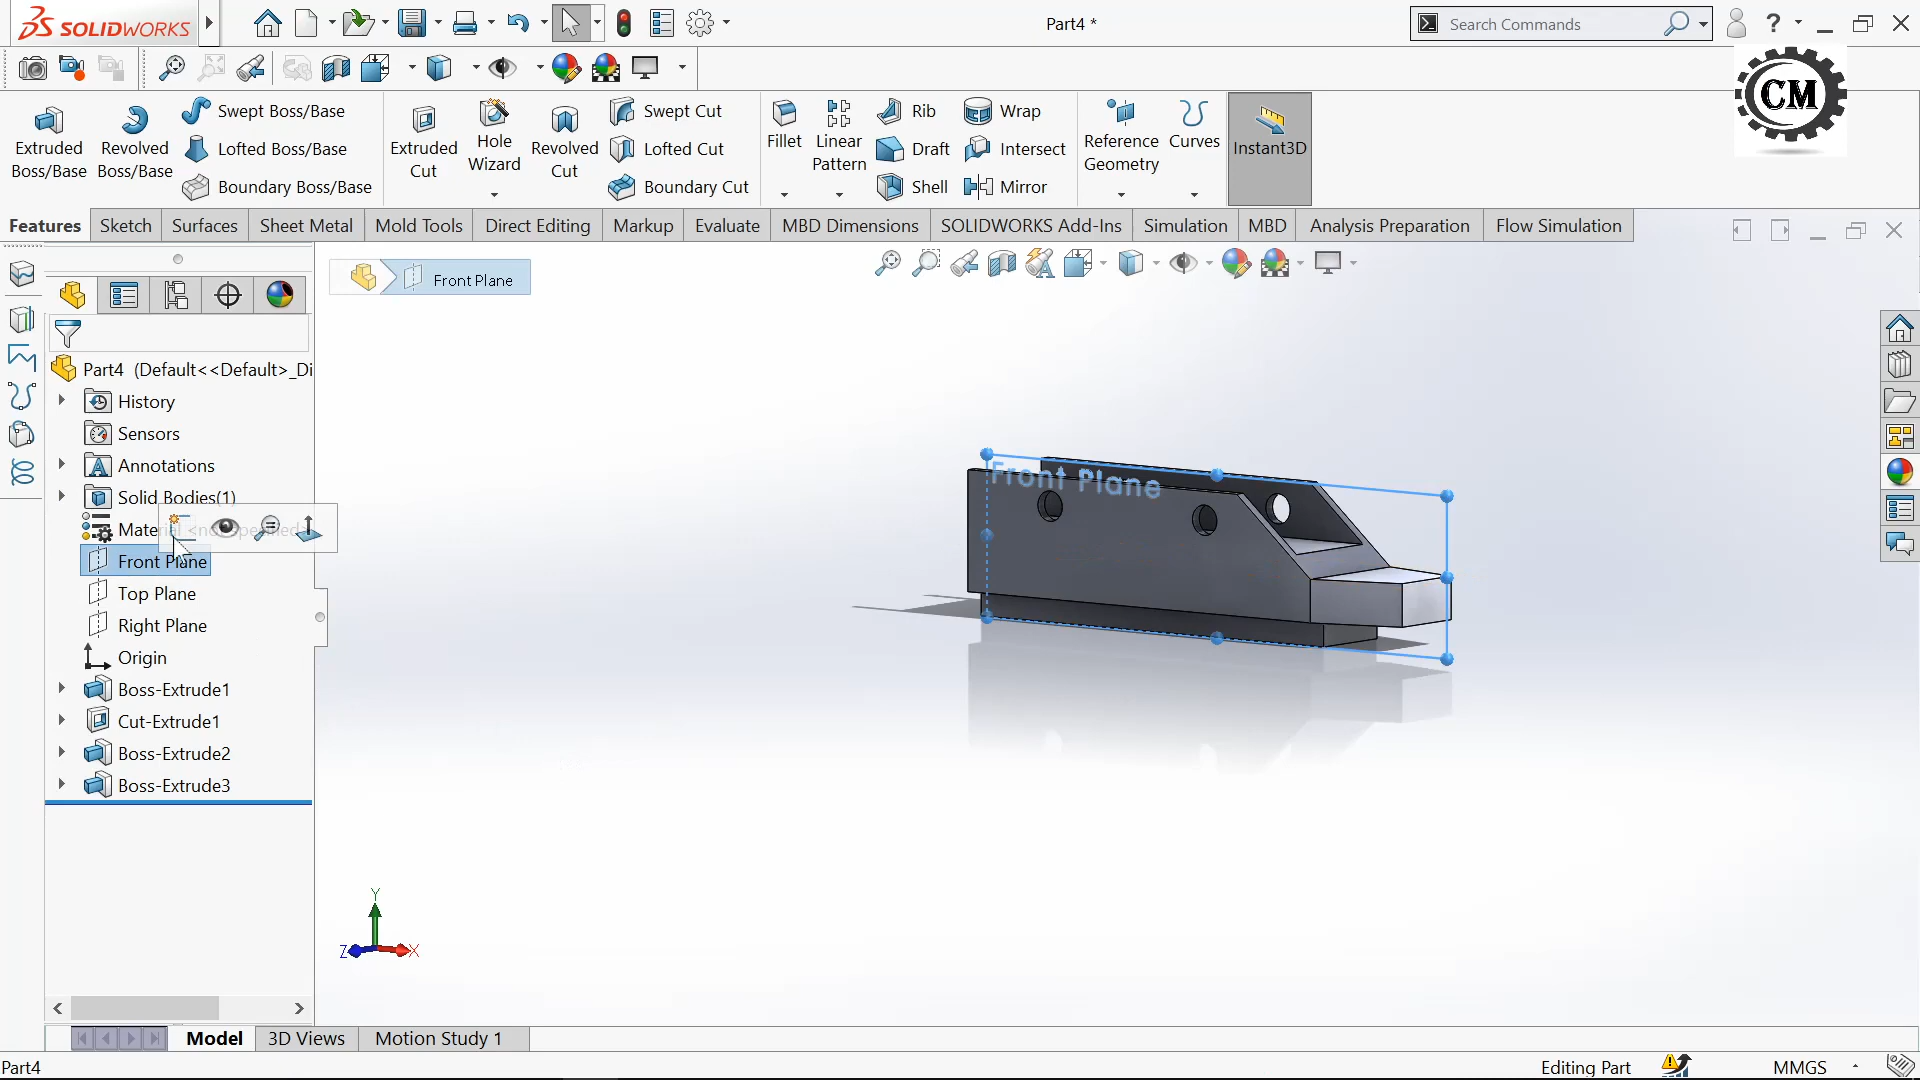 SOLIDWORKS
Part4 *
Search Commands
?
CM
Extruded Boss/Base
Revolved Boss/Base
Swept Boss/Base
Lofted Boss/Base
Boundary Boss/Base
Extruded Cut
Hole Wizard
Revolved Cut
Swept Cut
Lofted Cut
Boundary Cut
Fillet
Linear Pattern
Rib
Draft
Shell
Wrap
Intersect
Mirror
Reference Geometry
Curves
Instant3D
Features
Sketch
Surfaces
Sheet Metal
Mold Tools
Direct Editing
Markup
Evaluate
MBD Dimensions
SOLIDWORKS Add-Ins
Simulation
MBD
Analysis Preparation
Flow Simulation
Front Plane
Part4 (Default<<Default>_Di
History
Sensors
Annotations
Solid Bodies(1)
Material <not specified>
Front Plane
Top Plane
Right Plane
Origin
Boss-Extrude1
Cut-Extrude1
Boss-Extrude2
Boss-Extrude3
Front Plane
Y
Z
X
Model
3D Views
Motion Study 1
Part4
Editing Part
MMGS